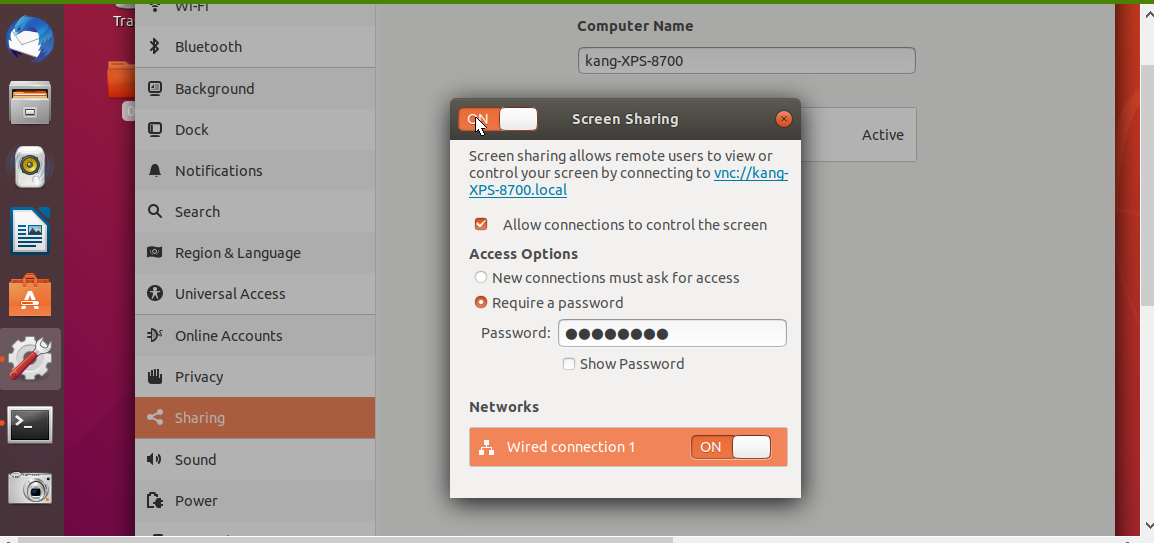 Tra
Wi-Fi
Bluetooth
Background
Dock
Notifications
Search
Region & Language
Universal Access
Online Accounts
Privacy
Sharing
Sound
Power
Computer Name
kang-XPS-8700
Active
ON
Screen Sharing
Screen sharing allows remote users to view or
control your screen by connecting to vnc://kang-
XPS-8700.local
Allow connections to control the screen
Access Options
New connections must ask for access
Require a password
Password:
Show Password
Networks
Wired connection 1
ON